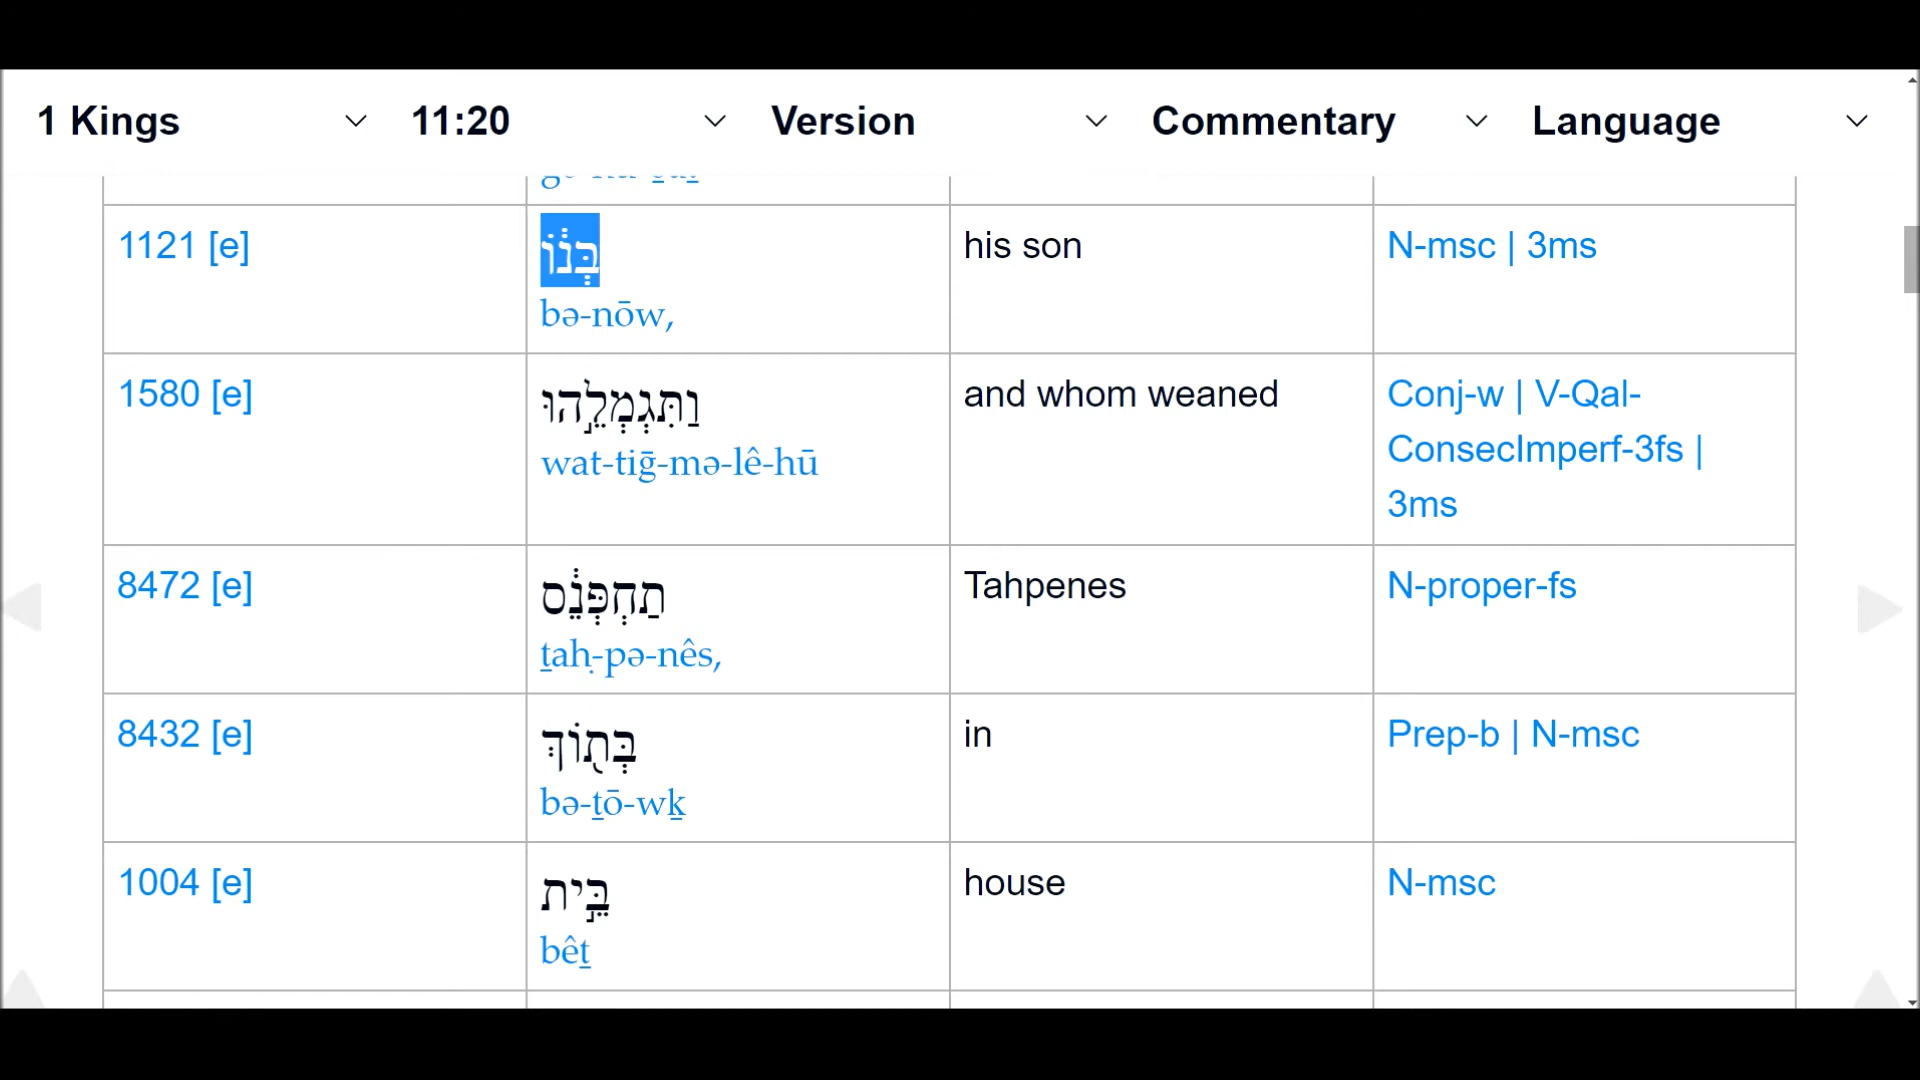 1 Kings 11:20 Version Commentary Language
1121 [e] בְּנ֔וֹ his son N-msc | 3ms
bə-nōw,
1580 [e] וַתִּגְמְלֵ֣הוּ and whom weaned Conj-w | V-Qal-
wat-tiḡ-mə-lê-hū ConsecImperf-3fs |
3ms
8472 [e] תַחְפְּנֵ֔ס Tahpenes N-proper-fs
ṯaḥ-pə-nês,
8432 [e] בְּת֖וֹךְ in Prep-b | N-msc
bə-ṯō-wḵ
1004 [e] בֵּ֣ית house N-msc
bêṯ